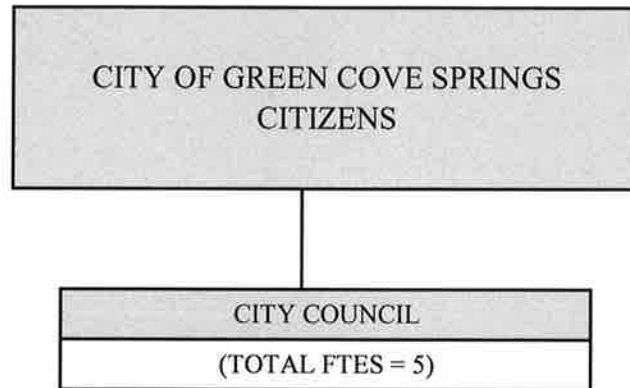 CITY OF GREEN COVE SPRINGS
CITIZENS
CITY COUNCIL
(TOTAL FTES = 5)